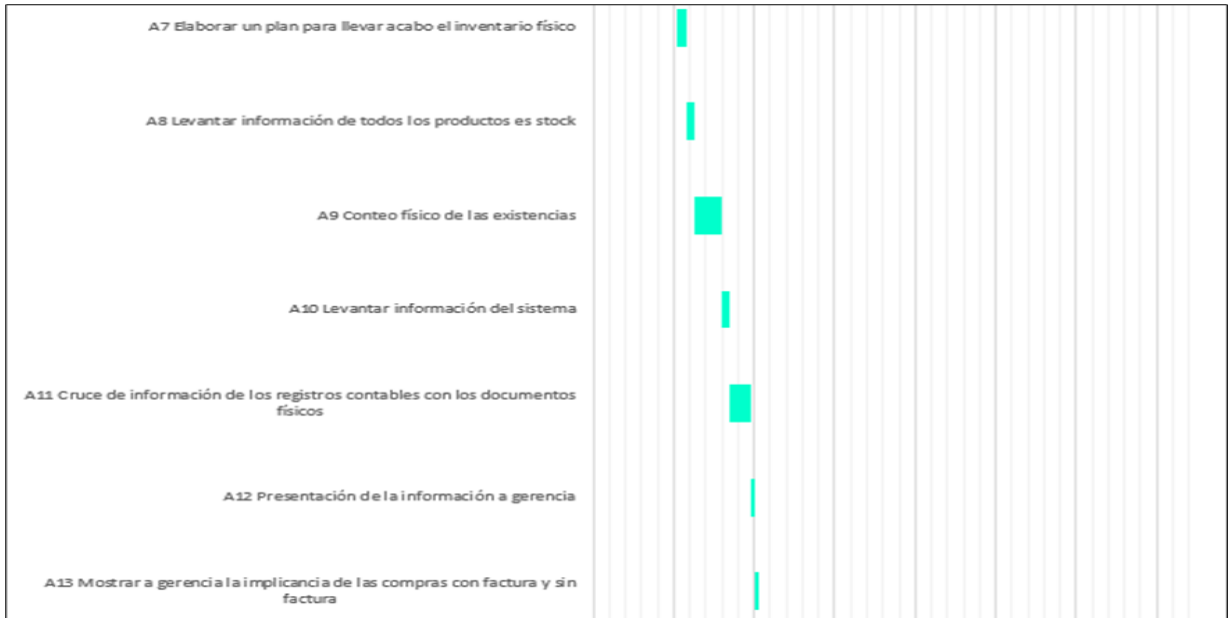 A7 Elaborar un plan para llevar acabo el inventario físico
A8 Levantar información de todos los productos es stock
A9 Conteo físico de las existencias
A10 Levantar información del sistema
A11 Cruce de información de los registros contables con los documentos
físicos
A12 Presentación de la información a gerencia
A13 Mostrar a gerencia la implicancia de las compras con factura y sin
factura